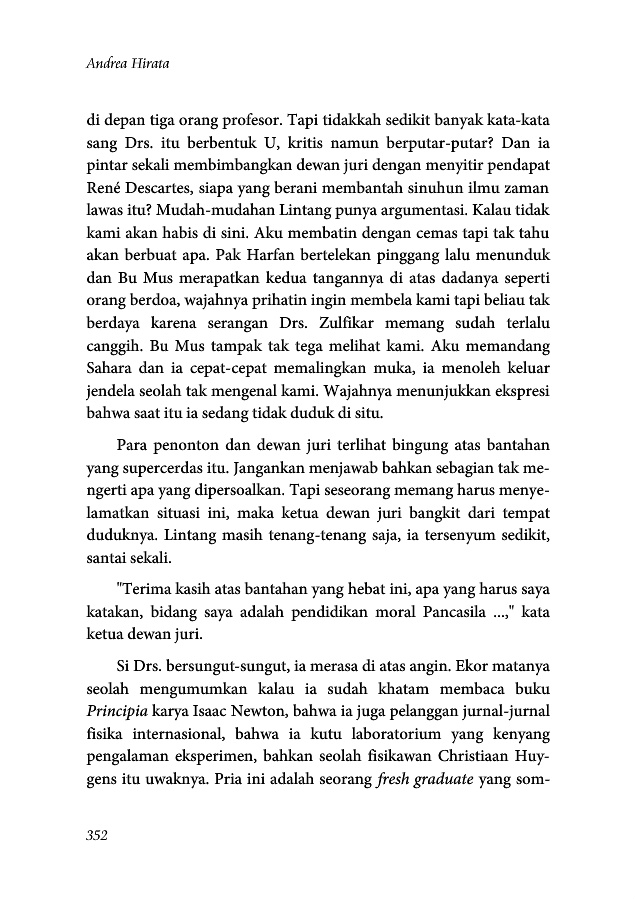 Andrea Hirata
di depan tiga orang profesor. Tapi tidakkah sedikit banyak kata-kata
sang Drs. itu berbentuk U, kritis namun berputar-putar? Dan ia
pintar sekali membimbangkan dewan juri dengan menyitir pendapat
René Descartes, siapa yang berani membantah sinuhun ilmu zaman
lawas itu? Mudah-mudahan Lintang punya argumentasi. Kalau tidak
kami akan habis di sini. Aku membatin dengan cemas tapi tak tahu
akan berbuat apa. Pak Harfan bertelekan pinggang lalu menunduk
dan Bu Mus merapatkan kedua tangannya di atas dadanya seperti
orang berdoa, wajahnya prihatin ingin membela kami tapi beliau tak
berdaya karena serangan Drs. Zulfikar memang sudah terlalu
canggih. Bu Mus tampak tak tega melihat kami. Aku memandang
Sahara dan ia cepat-cepat memalingkan muka, ia menoleh keluar
jendela seolah tak mengenal kami. Wajahnya menunjukkan ekspresi
bahwa saat itu ia sedang tidak duduk di situ.
Para penonton dan dewan juri terlihat bingung atas bantahan
yang supercerdas itu. Jangankan menjawab bahkan sebagian tak me-
ngerti apa yang dipersoalkan. Tapi seseorang memang harus menye-
lamatkan situasi ini, maka ketua dewan juri bangkit dari tempat
duduknya. Lintang masih tenang-tenang saja, ia tersenyum sedikit,
santai sekali.
"Terima kasih atas bantahan yang hebat ini, apa yang harus saya
katakan, bidang saya adalah pendidikan moral Pancasila ...," kata
ketua dewan juri.
Si Drs. bersungut-sungut, ia merasa di atas angin. Ekor matanya
seolah mengumumkan kalau ia sudah khatam membaca buku
Principia karya Isaac Newton, bahwa ia juga pelanggan jurnal-jurnal
fisika internasional, bahwa ia kutu laboratorium yang kenyang
pengalaman eksperimen, bahkan seolah fisikawan Christiaan Huy-
gens itu uwaknya. Pria ini adalah seorang fresh graduate yang som-
352